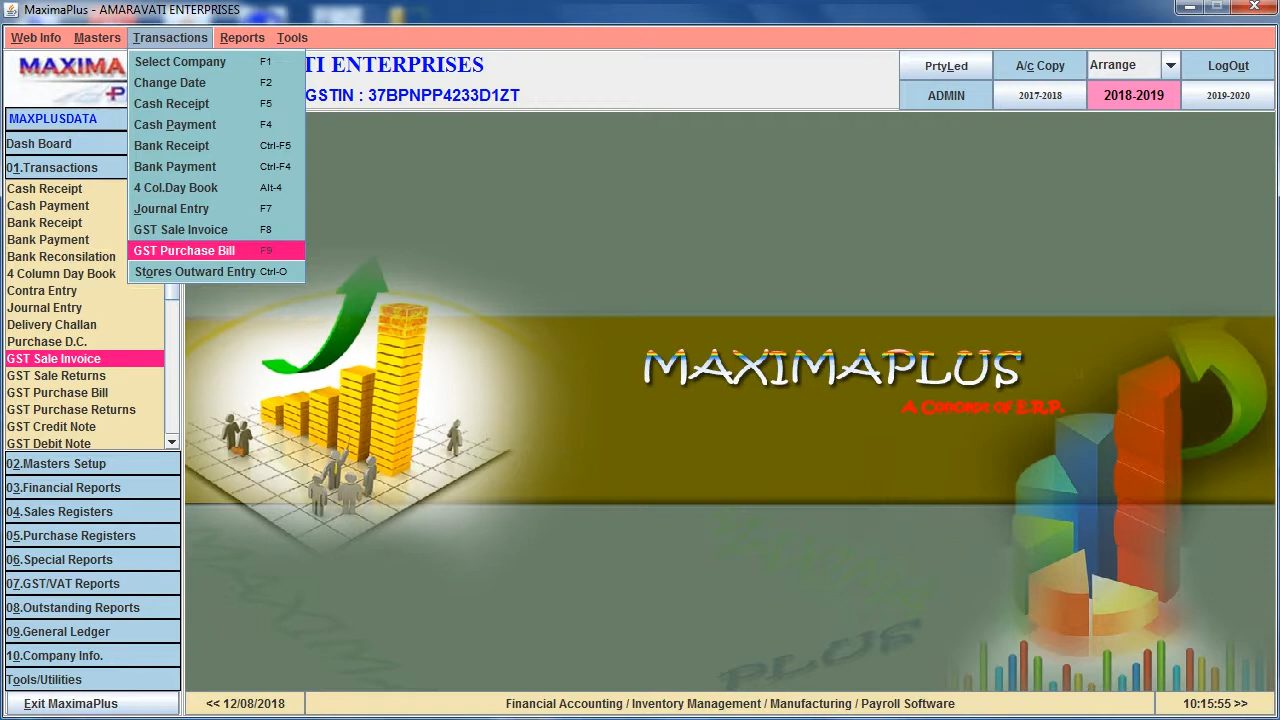 MaximaPlus - AMARAVATI ENTERPRISES
Web Info Masters Transactions Reports Tools
MAXIMA
TI ENTERPRISES
GSTIN : 37BPNPP4233D1ZT
PrtyLed A/c Copy Arrange LogOut
ADMIN 2017-2018 2018-2019 2019-2020
Select Company F1
Change Date F2
Cash Receipt F5
Cash Payment F4
Bank Receipt Ctrl-F5
Bank Payment Ctrl-F4
4 Col.Day Book Alt-4
Journal Entry F7
GST Sale Invoice F8
GST Purchase Bill F9
Stores Outward Entry Ctrl-O
MAXPLUSDATA
Dash Board
01.Transactions
Cash Receipt
Cash Payment
Bank Receipt
Bank Payment
Bank Reconsilation
4 Column Day Book
Contra Entry
Journal Entry
Delivery Challan
Purchase D.C.
GST Sale Invoice
GST Sale Returns
GST Purchase Bill
GST Purchase Returns
GST Credit Note
GST Debit Note
02.Masters Setup
03.Financial Reports
04.Sales Registers
05.Purchase Registers
06.Special Reports
07.GST/VAT Reports
08.Outstanding Reports
09.General Ledger
10.Company Info.
Tools/Utilities
Exit MaximaPlus
MAXIMAPLUS
A Concept of E.R.P.
PLUS
<< 12/08/2018 Financial Accounting / Inventory Management / Manufacturing / Payroll Software 10:15:55 >>